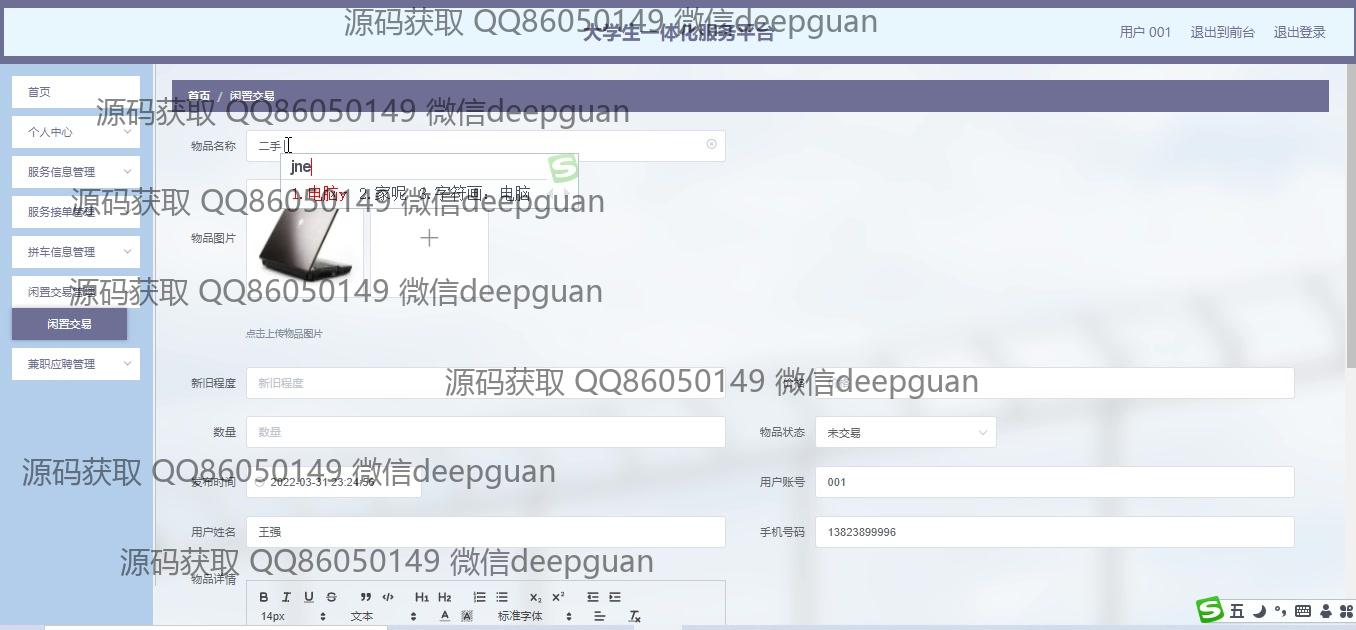 源码获取 QQ86050149 微信deepguan
大学生一体化服务平台
用户 001 退出到前台 退出登录
首页
首页 / 闲置交易
源码获取 QQ86050149 微信deepguan
个人中心
物品名称 二手
jne
服务信息管理
1.电脑y 2.家呢 3.字符画：电脑
源码获取 QQ86050149 微信deepguan
服务接单管理
物品图片
拼车信息管理
闲置交易管理
源码获取 QQ86050149 微信deepguan
闲置交易
点击上传物品图片
兼职应聘管理
新旧程度 新旧程度
价格
源码获取 QQ86050149 微信deepguan
数量 数量
物品状态 未交易
源码获取 QQ86050149 微信deepguan
发布时间 2022-03-31 23:24:56
用户账号 001
用户姓名 王强
手机号码 13823899996
源码获取 QQ86050149 微信deepguan
物品详情
B I U S ” </> H1 H2 x₂ x²
14px 文本 A A 标准字体 Tx
S 五